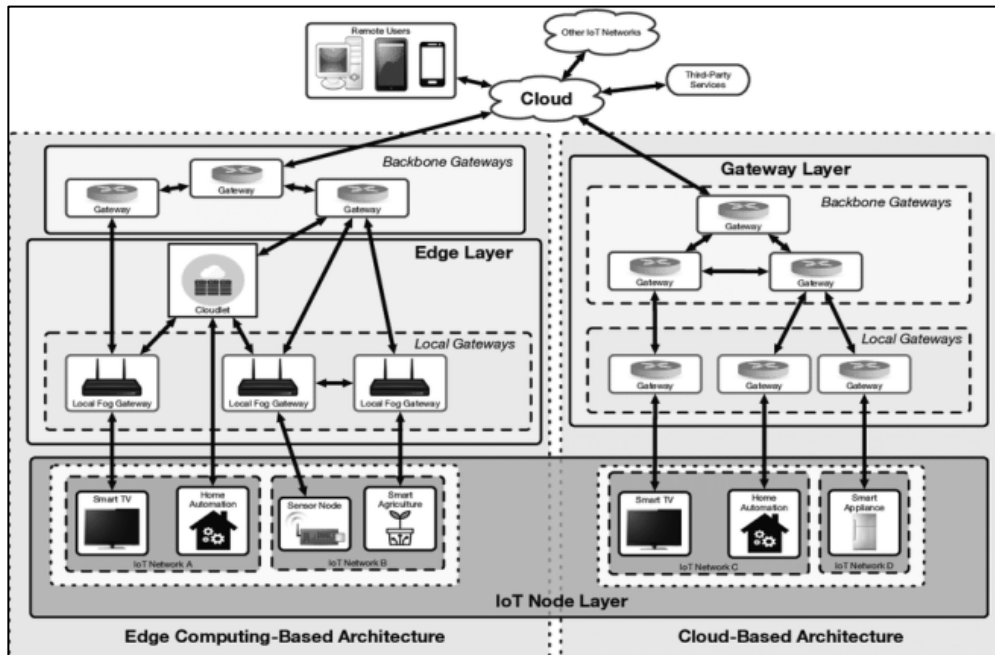 Remote Users
Other IoT Networks
Third-Party
Services
Cloud
Backbone Gateways
Gateway
Gateway
Gateway
Edge Layer
Cloudlet
Local Gateways
Local Fog Gateway
Local Fog Gateway
Local Fog Gateway
Gateway Layer
Backbone Gateways
Gateway
Gateway
Gateway
Local Gateways
Gateway
Gateway
Gateway
Smart TV
Home
Automation
IoT Network A
Sensor Node
Smart
Agriculture
IoT Network B
Smart TV
Home
Automation
IoT Network C
Smart
Appliance
IoT Network D
IoT Node Layer
Edge Computing-Based Architecture
Cloud-Based Architecture